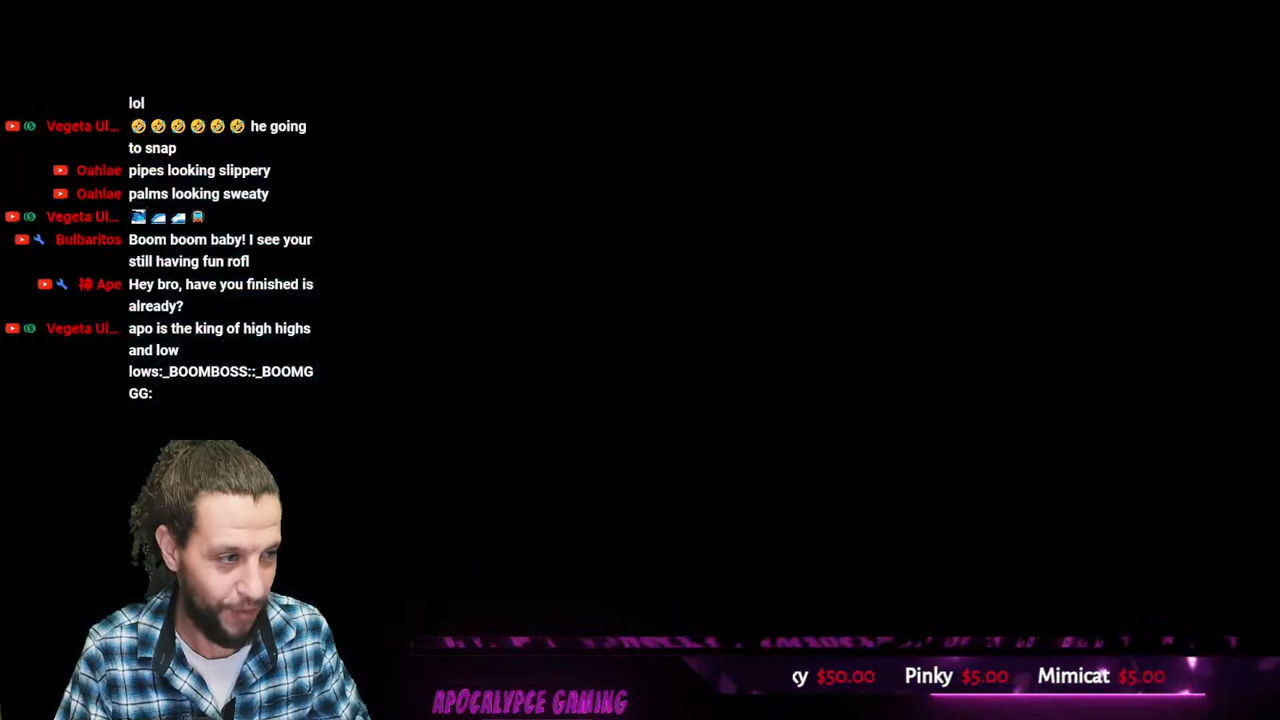 lol
Vegeta Ul... 🤣🤣🤣🤣🤣🤣 he going
to snap
Oahlae pipes looking slippery
Oahlae palms looking sweaty
Vegeta Ul...
Bulbaritos Boom boom baby! I see your
still having fun rofl
神 Ape Hey bro, have you finished is
already?
Vegeta Ul... apo is the king of high highs
and low
lows:_BOOMBOSS::_BOOMG
GG:
$50.00 Pinky $5.00 Mimicat $5.00
APOCALYPCE GAMING